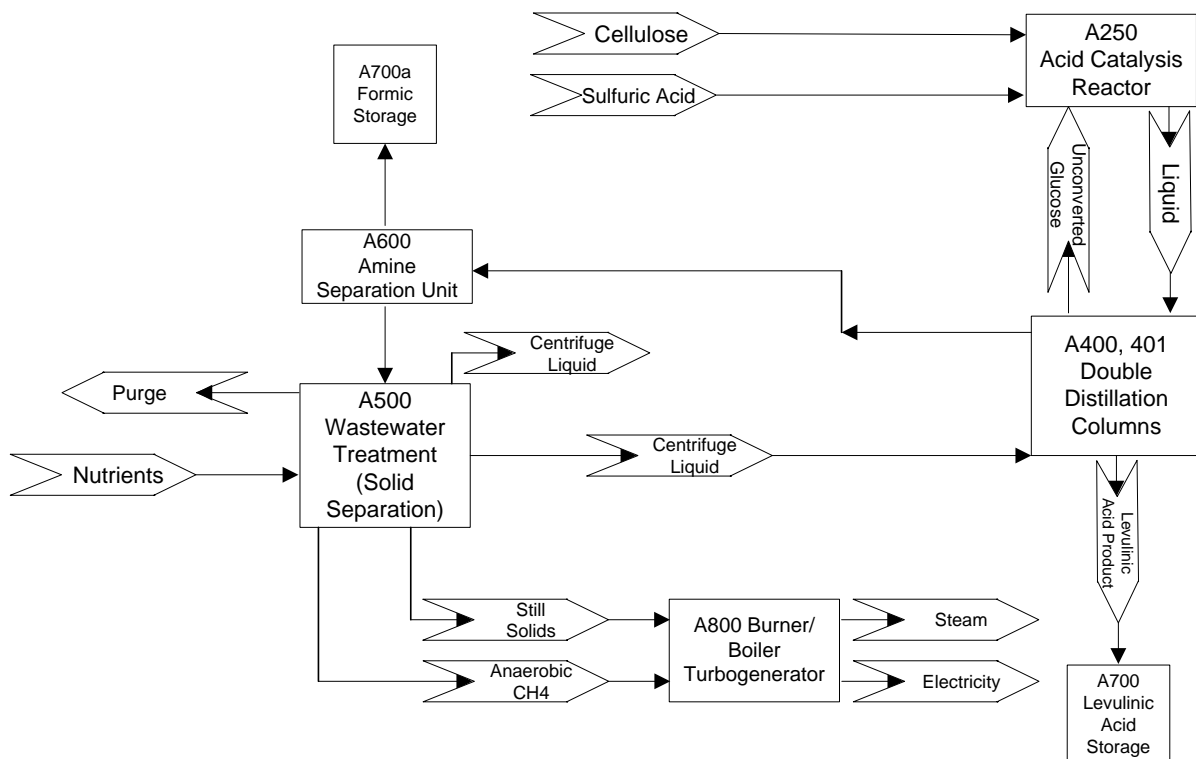 Cellulose
A250
Acid Catalysis
Reactor
A700a
Formic
Storage
Sulfuric Acid
Unconverted
Glucose
Liquid
A600
Amine
Separation Unit
Centrifuge
Liquid
A400, 401
Double
Distillation
Columns
Purge
A500
Wastewater
Treatment
(Solid
Separation)
Centrifuge
Liquid
Nutrients
Levulinic
Acid Product
Still
Solids
A800 Burner/
Boiler
Turbogenerator
Steam
Anaerobic
CH4
Electricity
A700
Levulinic
Acid
Storage